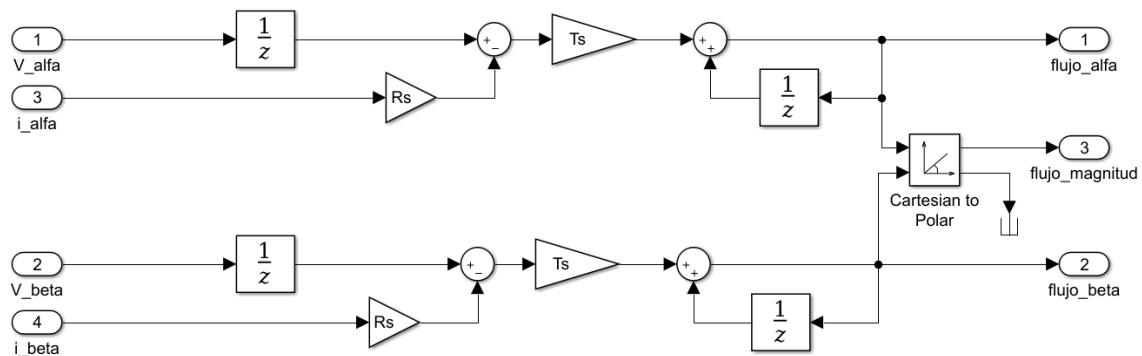 1
V_alfa
1
z
+
−
Ts
+
+
1
flujo_alfa
3
i_alfa
Rs
1
z
3
flujo_magnitud
Cartesian to
Polar
2
V_beta
1
z
+
−
Ts
+
+
2
flujo_beta
4
i_beta
Rs
1
z